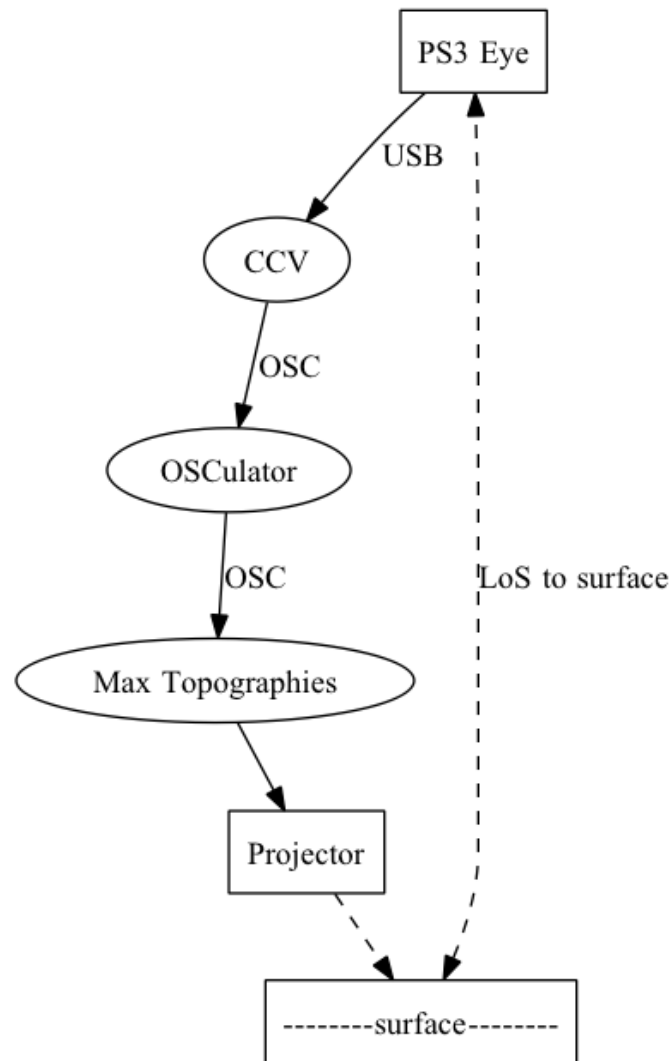 PS3 Eye
USB
CCV
OSC
OSCulator
OSC
LoS to surface
Max Topographies
Projector
--------surface--------